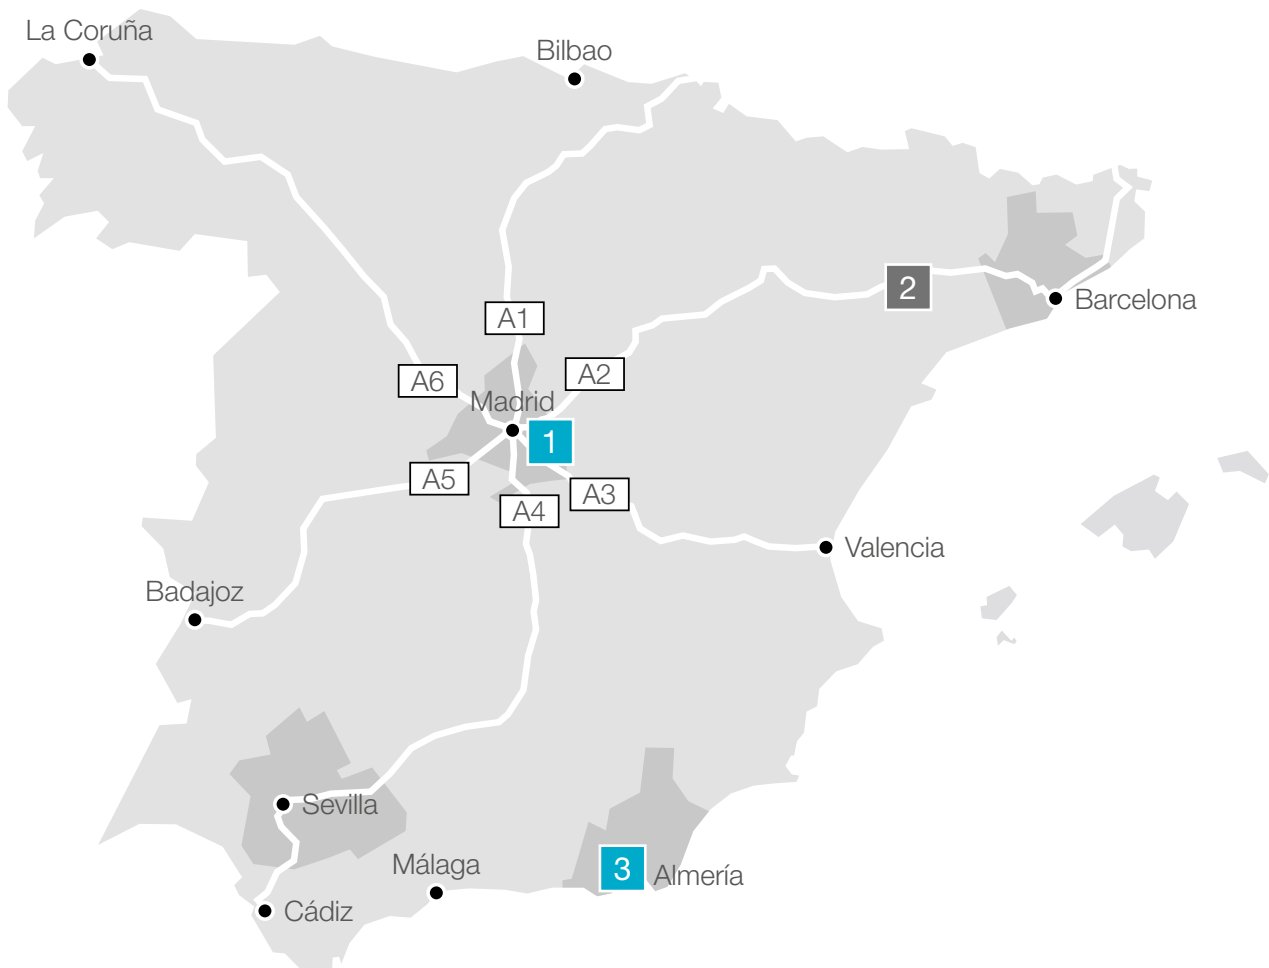 La Coruña
Bilbao
2
Barcelona
A1
A2
A6
Madrid
1
A5
A3
A4
Valencia
Badajoz
Sevilla
Málaga
3
Almería
Cádiz